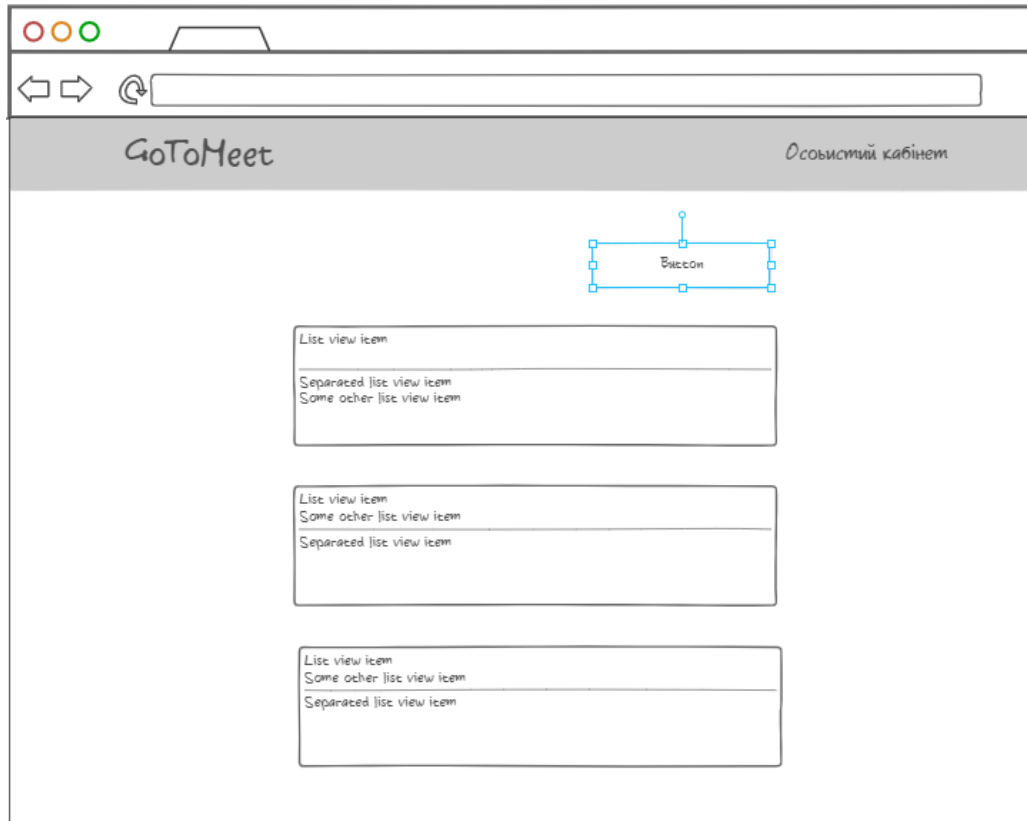 GoToMeet
Осоьистий кабінет
Button
List view item
Separated list view item
Some other list view item
List view item
Some other list view item
Separated list view item
List view item
Some other list view item
Separated list view item